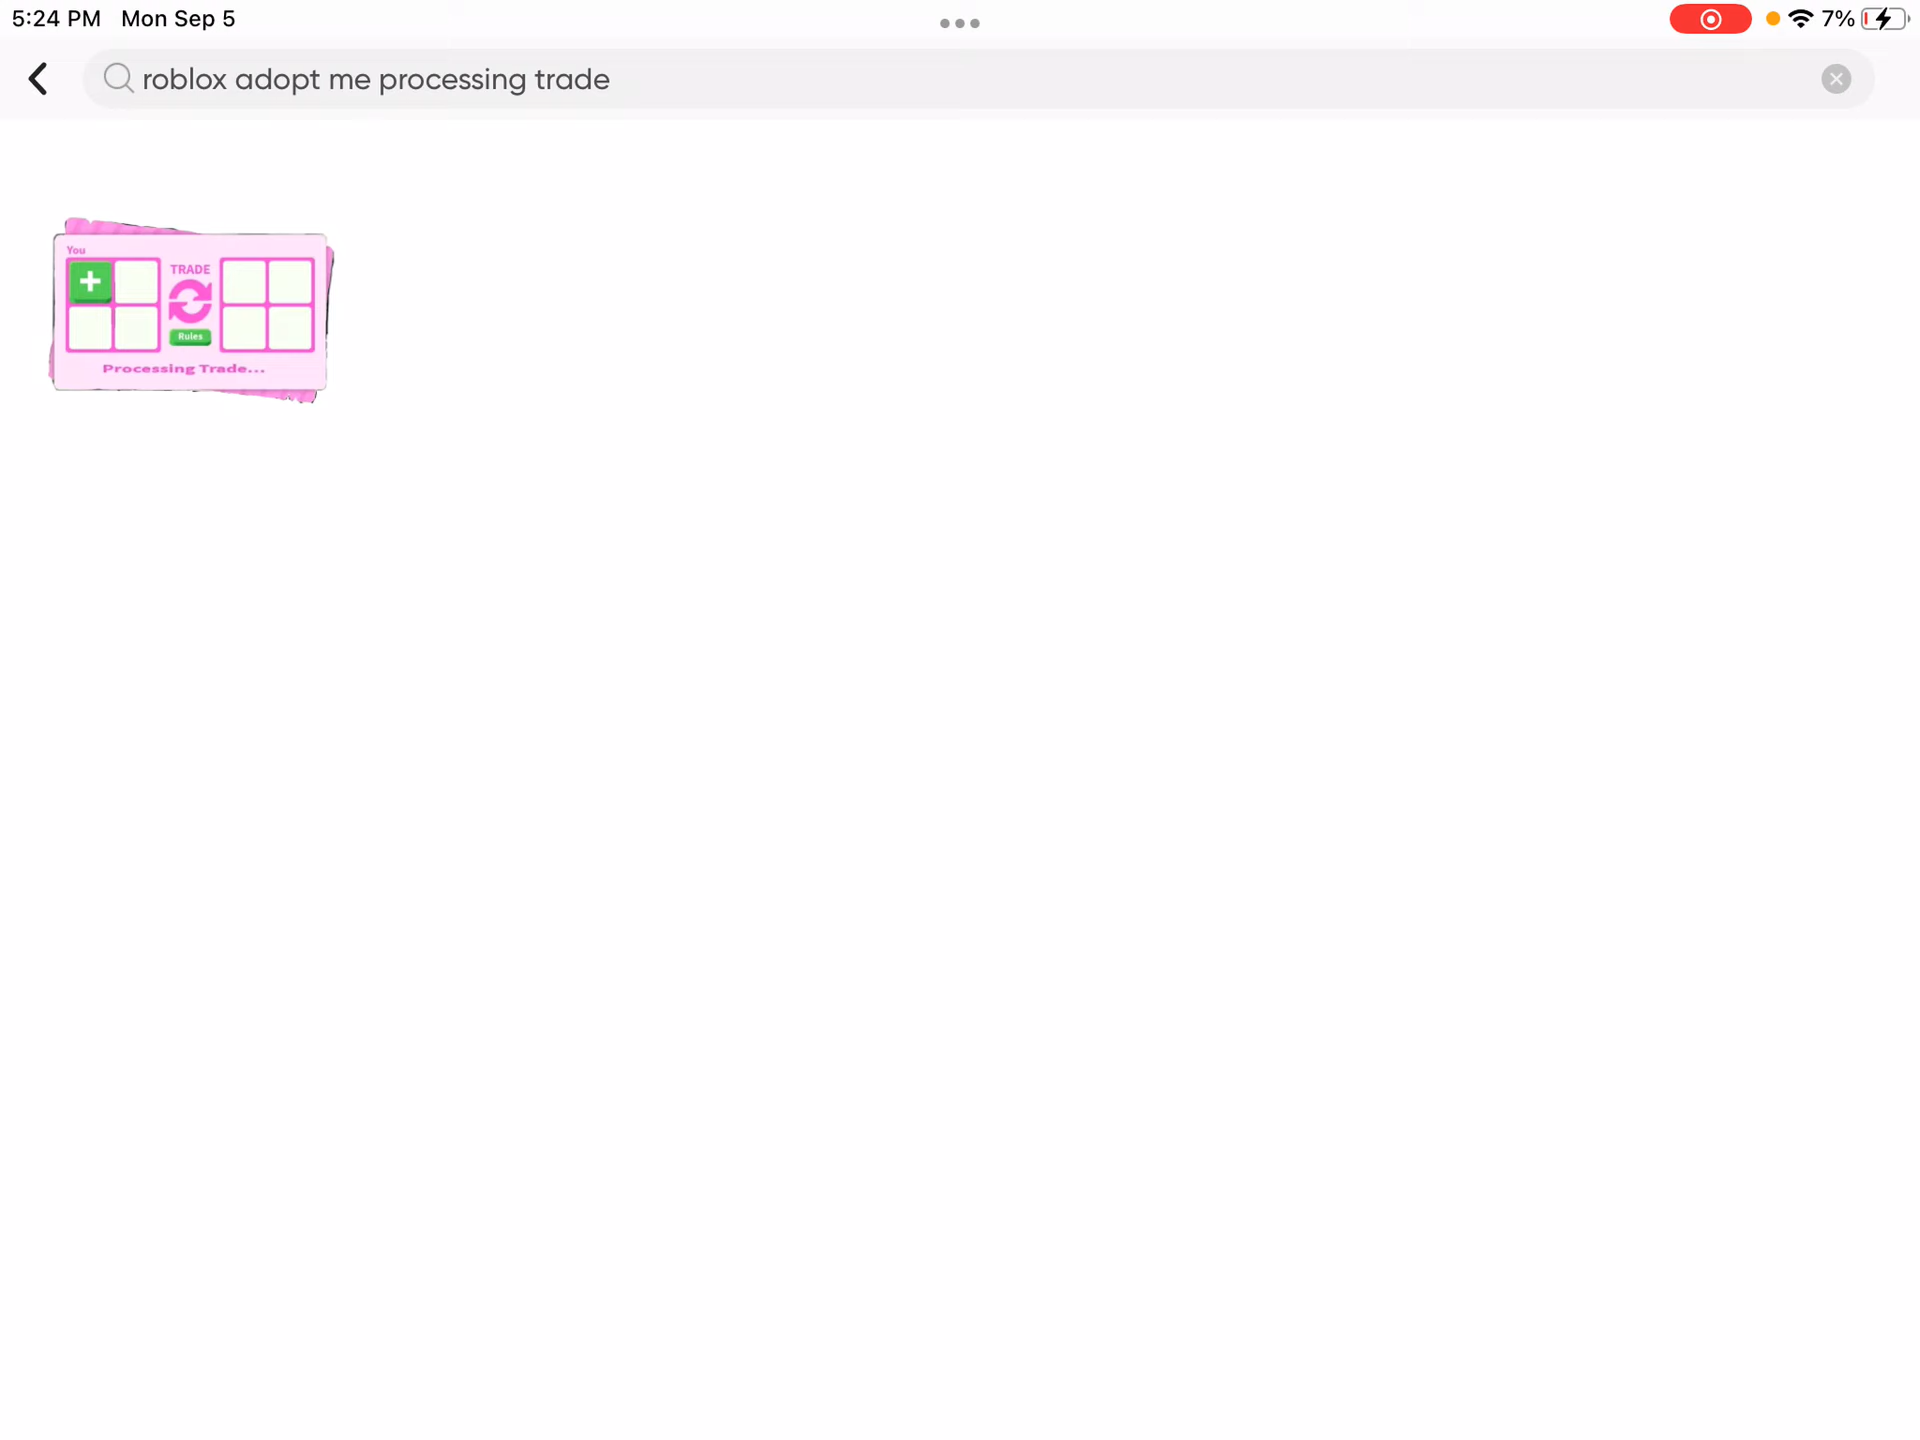 5:24 PM Mon Sep 5
7%
roblox adopt me processing trade
You
TRADE
Rules
Processing Trade...